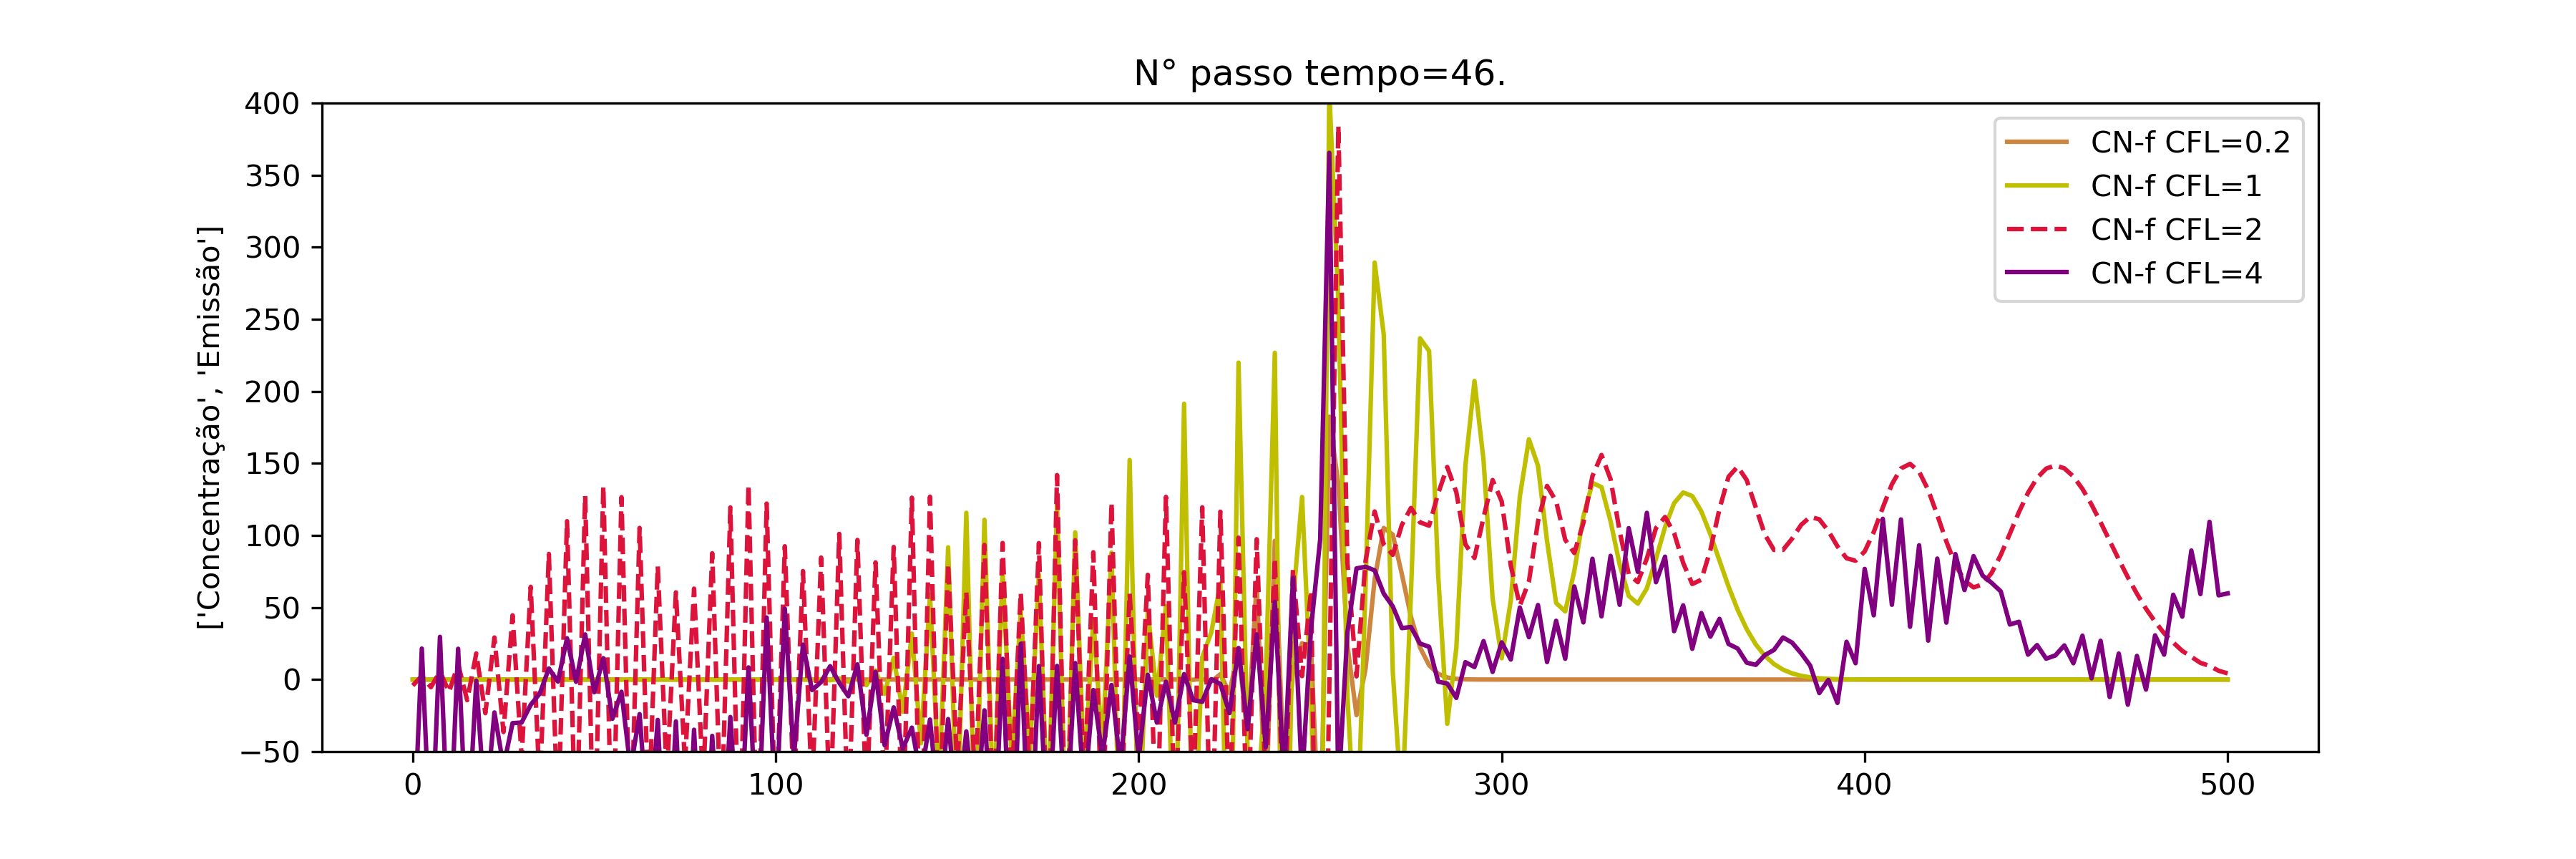 N° passo tempo=46.
['Concentração', 'Emissão']
400
350
300
250
200
150
100
50
0
−50
0 100 200 300 400 500
CN-f CFL=0.2
CN-f CFL=1
CN-f CFL=2
CN-f CFL=4